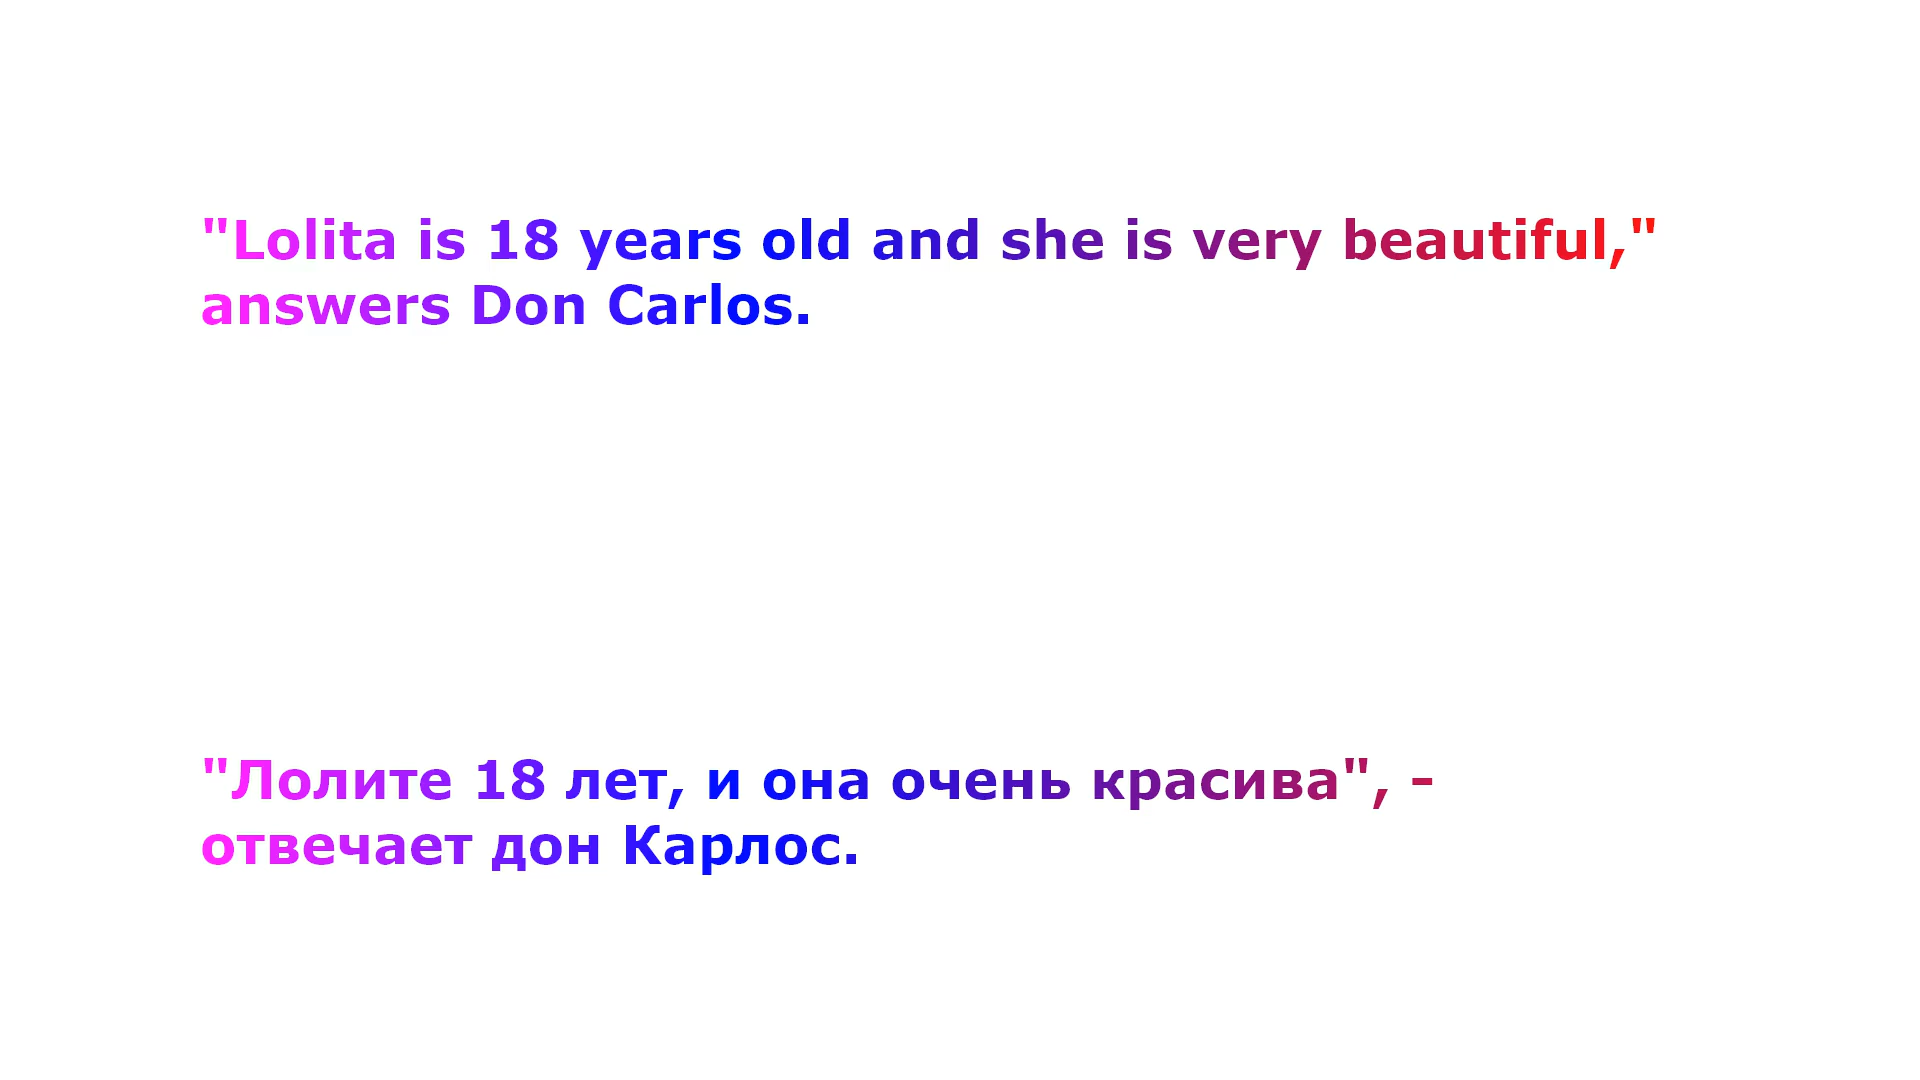 "Lolita is 18 years old and she is very beautiful,"
answers Don Carlos.
"Лолите 18 лет, и она очень красива", -
отвечает дон Карлос.